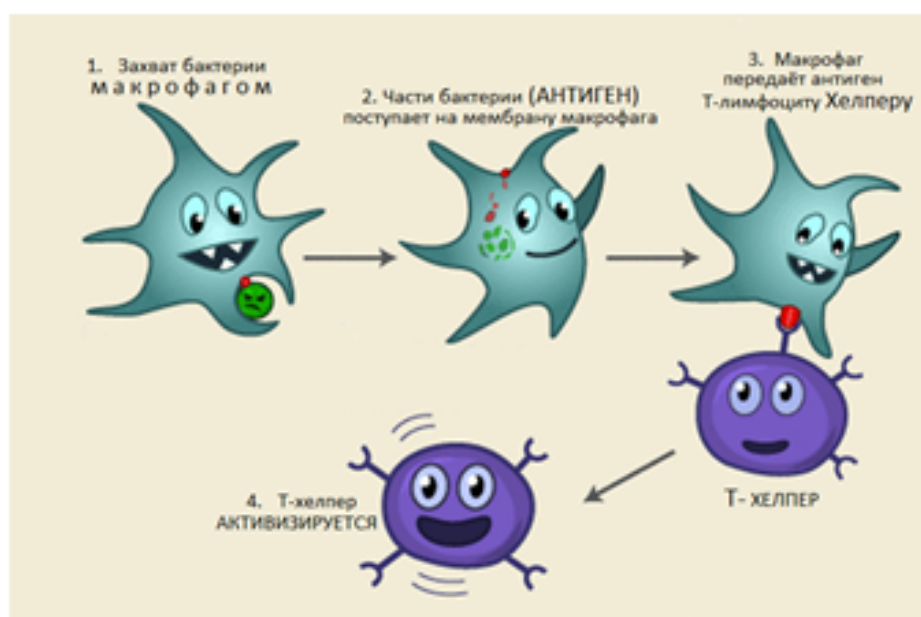 1. Захват бактерии
макрофагом
2. Части бактерии (АНТИГЕН)
поступает на мембрану макрофага
3. Макрофаг
передаёт антиген
Т-лимфоциту Хелперу
Т- ХЕЛПЕР
4. Т-хелпер
АКТИВИЗИРУЕТСЯ